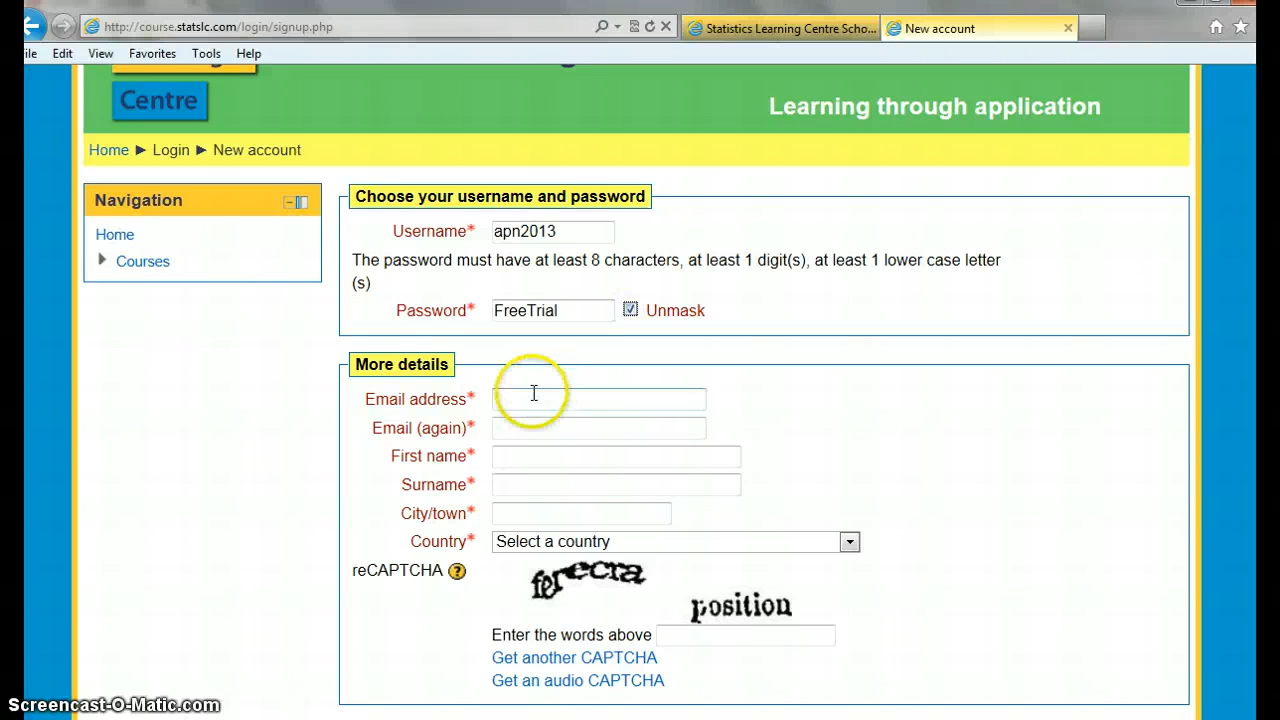 http://course.statslc.com/login/signup.php
Statistics Learning Centre Scho...
New account
ile Edit View Favorites Tools Help
Centre
Learning through application
Home ► Login ► New account
Navigation
Home
Courses
Choose your username and password
Username* apn2013
The password must have at least 8 characters, at least 1 digit(s), at least 1 lower case letter
(s)
Password* FreeTrial Unmask
More details
Email address*
Email (again)*
First name*
Surname*
City/town*
Country* Select a country
reCAPTCHA ?
ferecra
position
Enter the words above
Get another CAPTCHA
Get an audio CAPTCHA
Screencast-O-Matic.com